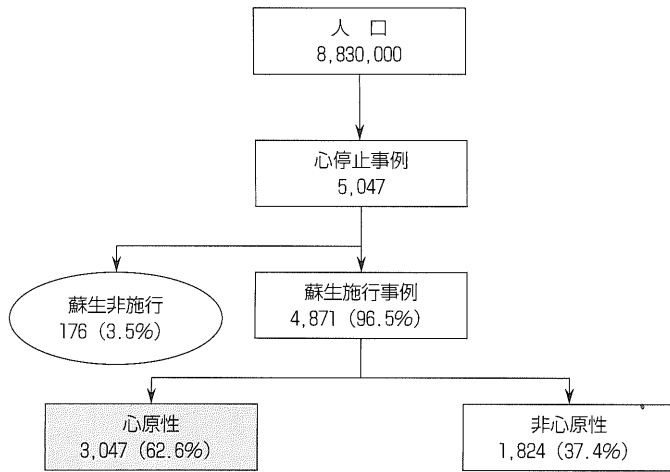 人　口
8,830,000
心停止事例
5,047
蘇生非施行
176（3.5%）
蘇生施行事例
4,871（96.5%）
心原性
3,047（62.6%）
非心原性
1,824（37.4%）